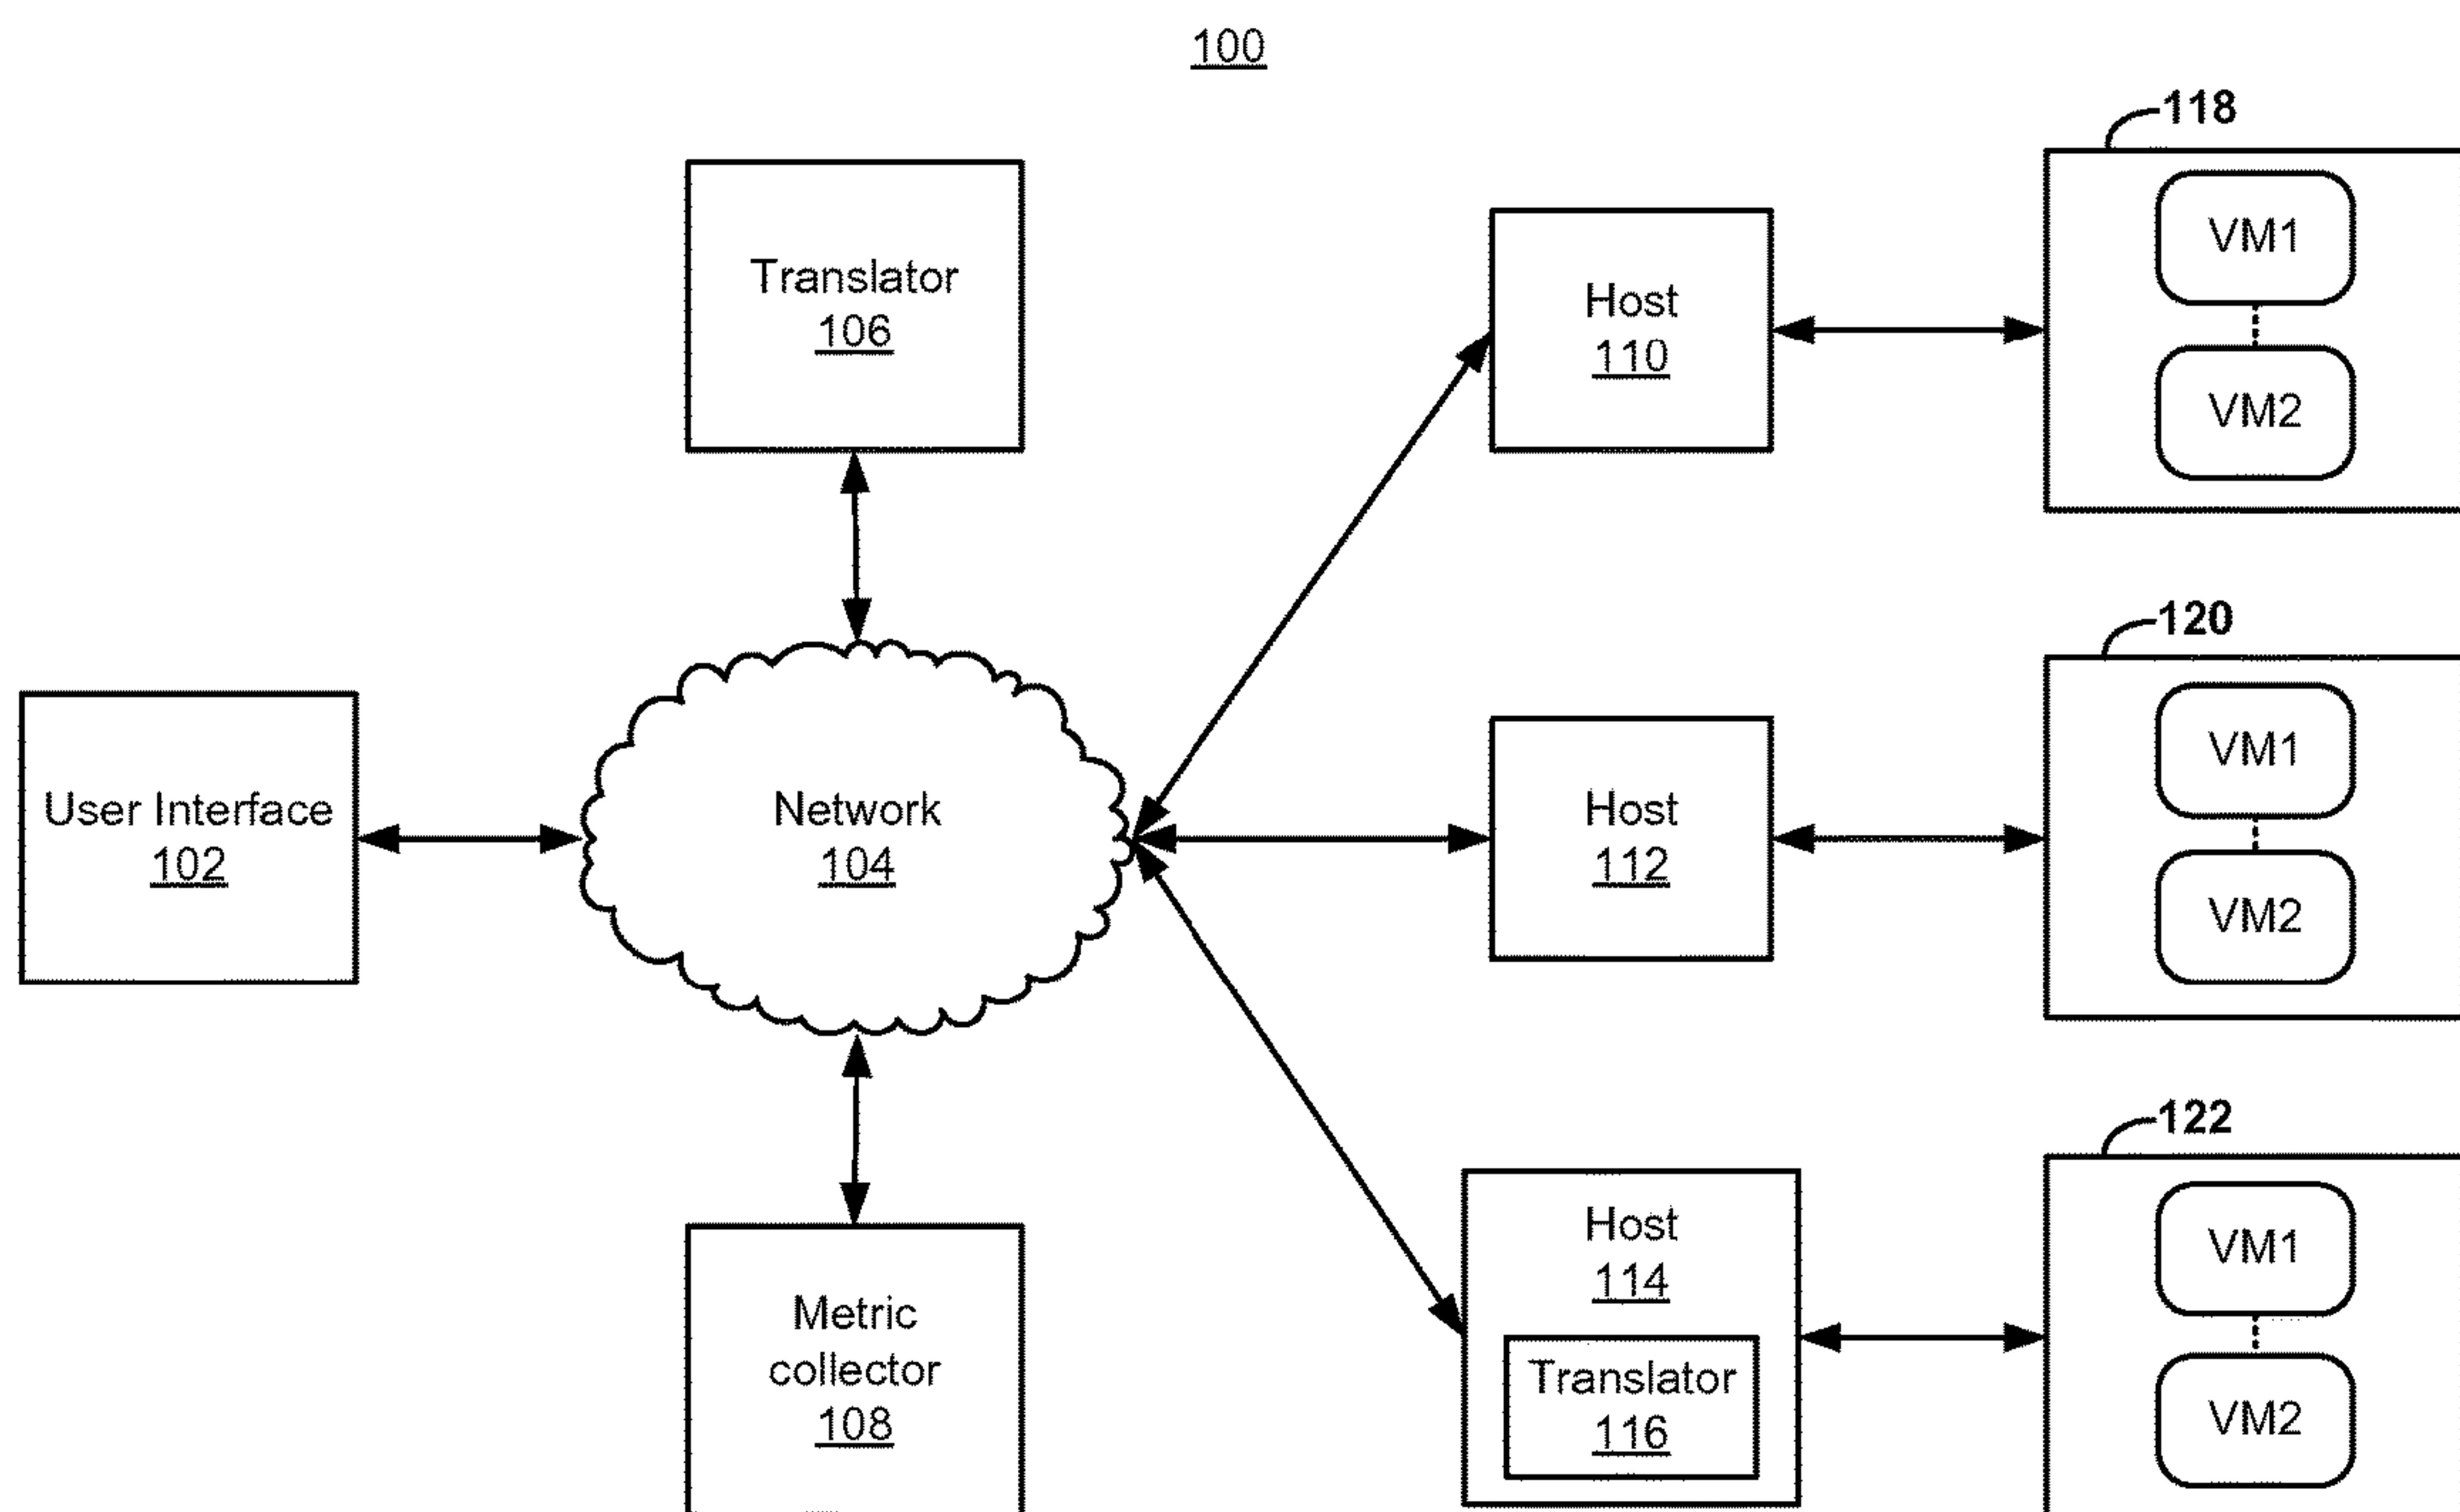 100
118
VM1
VM2
Translator
106
Host
110
120
VM1
VM2
User Interface
102
Network
104
Host
112
122
VM1
VM2
Host
114
Translator
116
Metric
collector
108